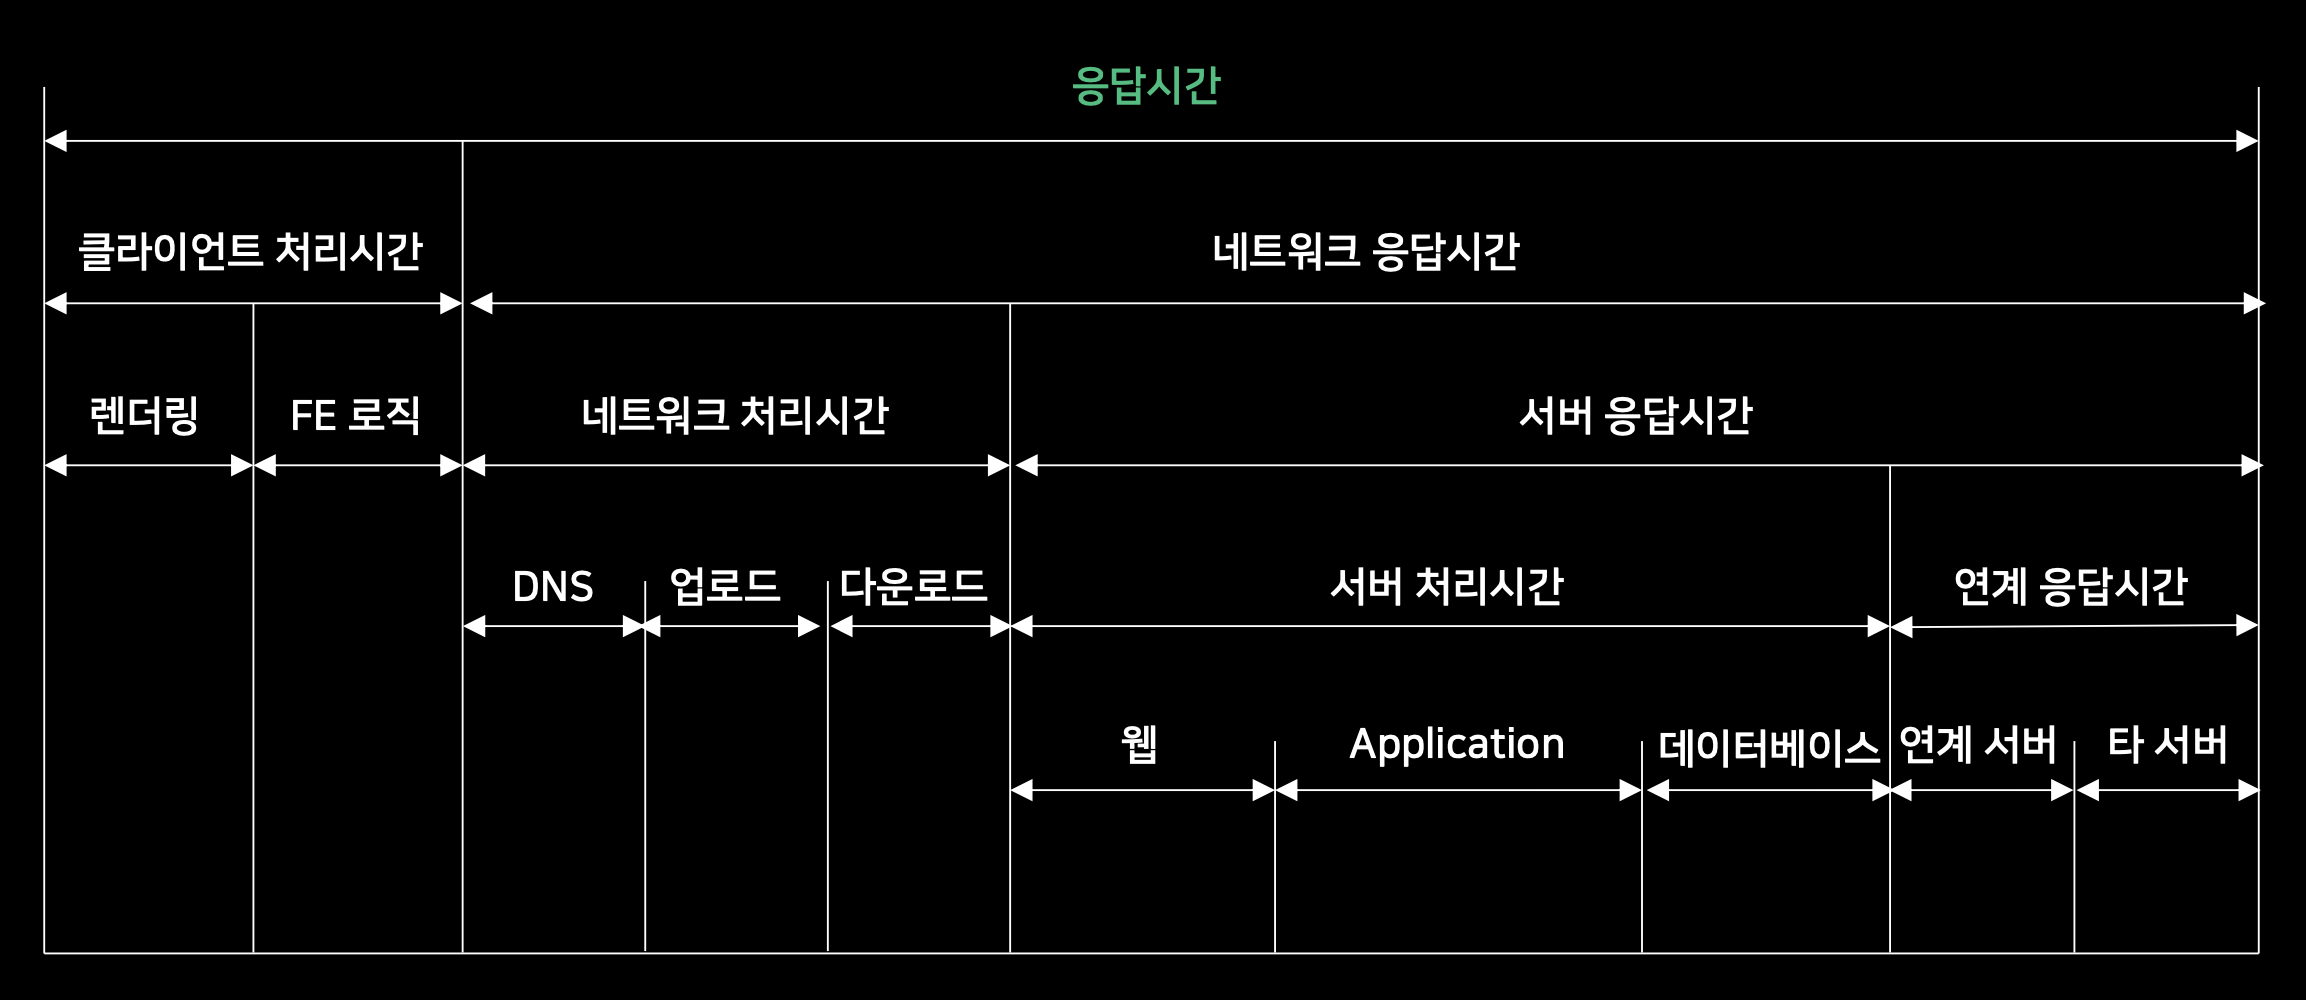 응답시간
클라이언트 처리시간
네트워크 응답시간
렌더링
FE 로직
네트워크 처리시간
서버 응답시간
DNS
업로드
다운로드
서버 처리시간
연계 응답시간
웹
Application
데이터베이스
연계 서버
타 서버